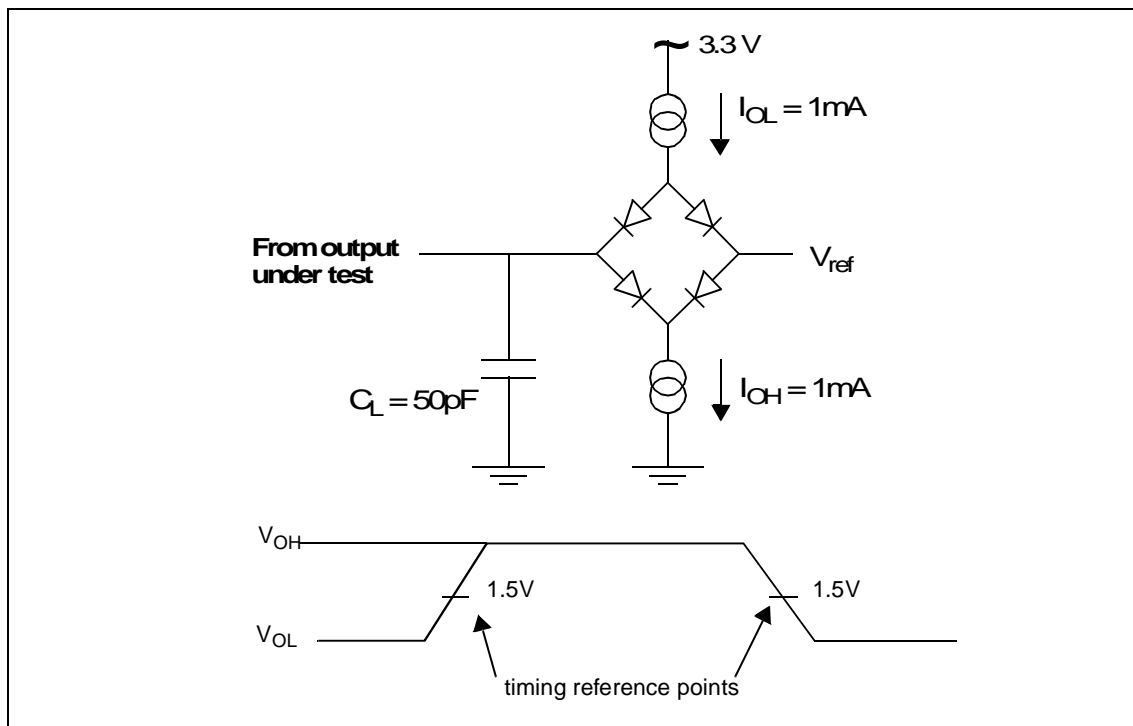 3.3 V
I_OL = 1mA
From output
under test
V_ref
C_L = 50pF
I_OH = 1mA
V_OH
1.5V
1.5V
V_OL
timing reference points